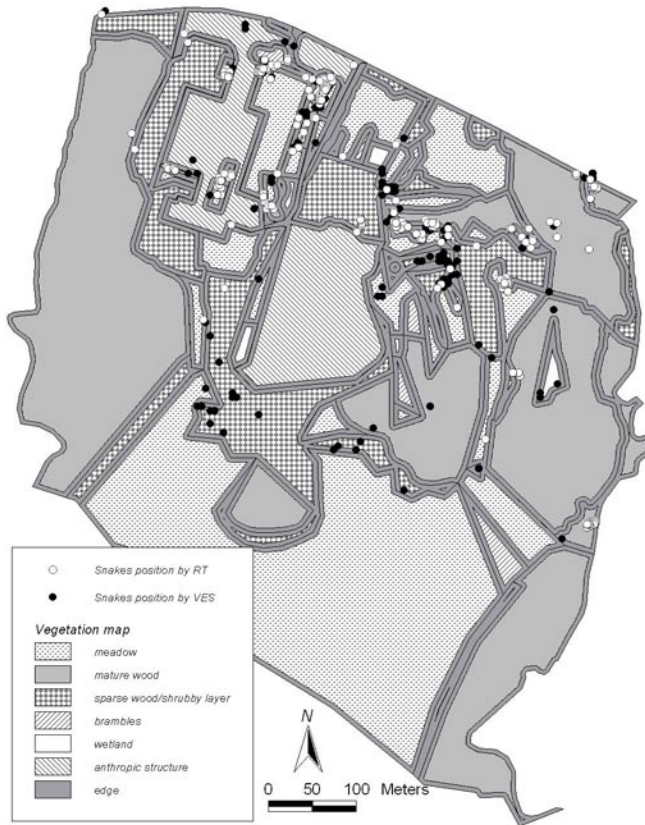 Snakes position by RT
Snakes position by VES
Vegetation map
meadow
mature wood
sparse wood/shrubby layer
brambles
wetland
anthropic structure
edge
N
0 50 100 Meters